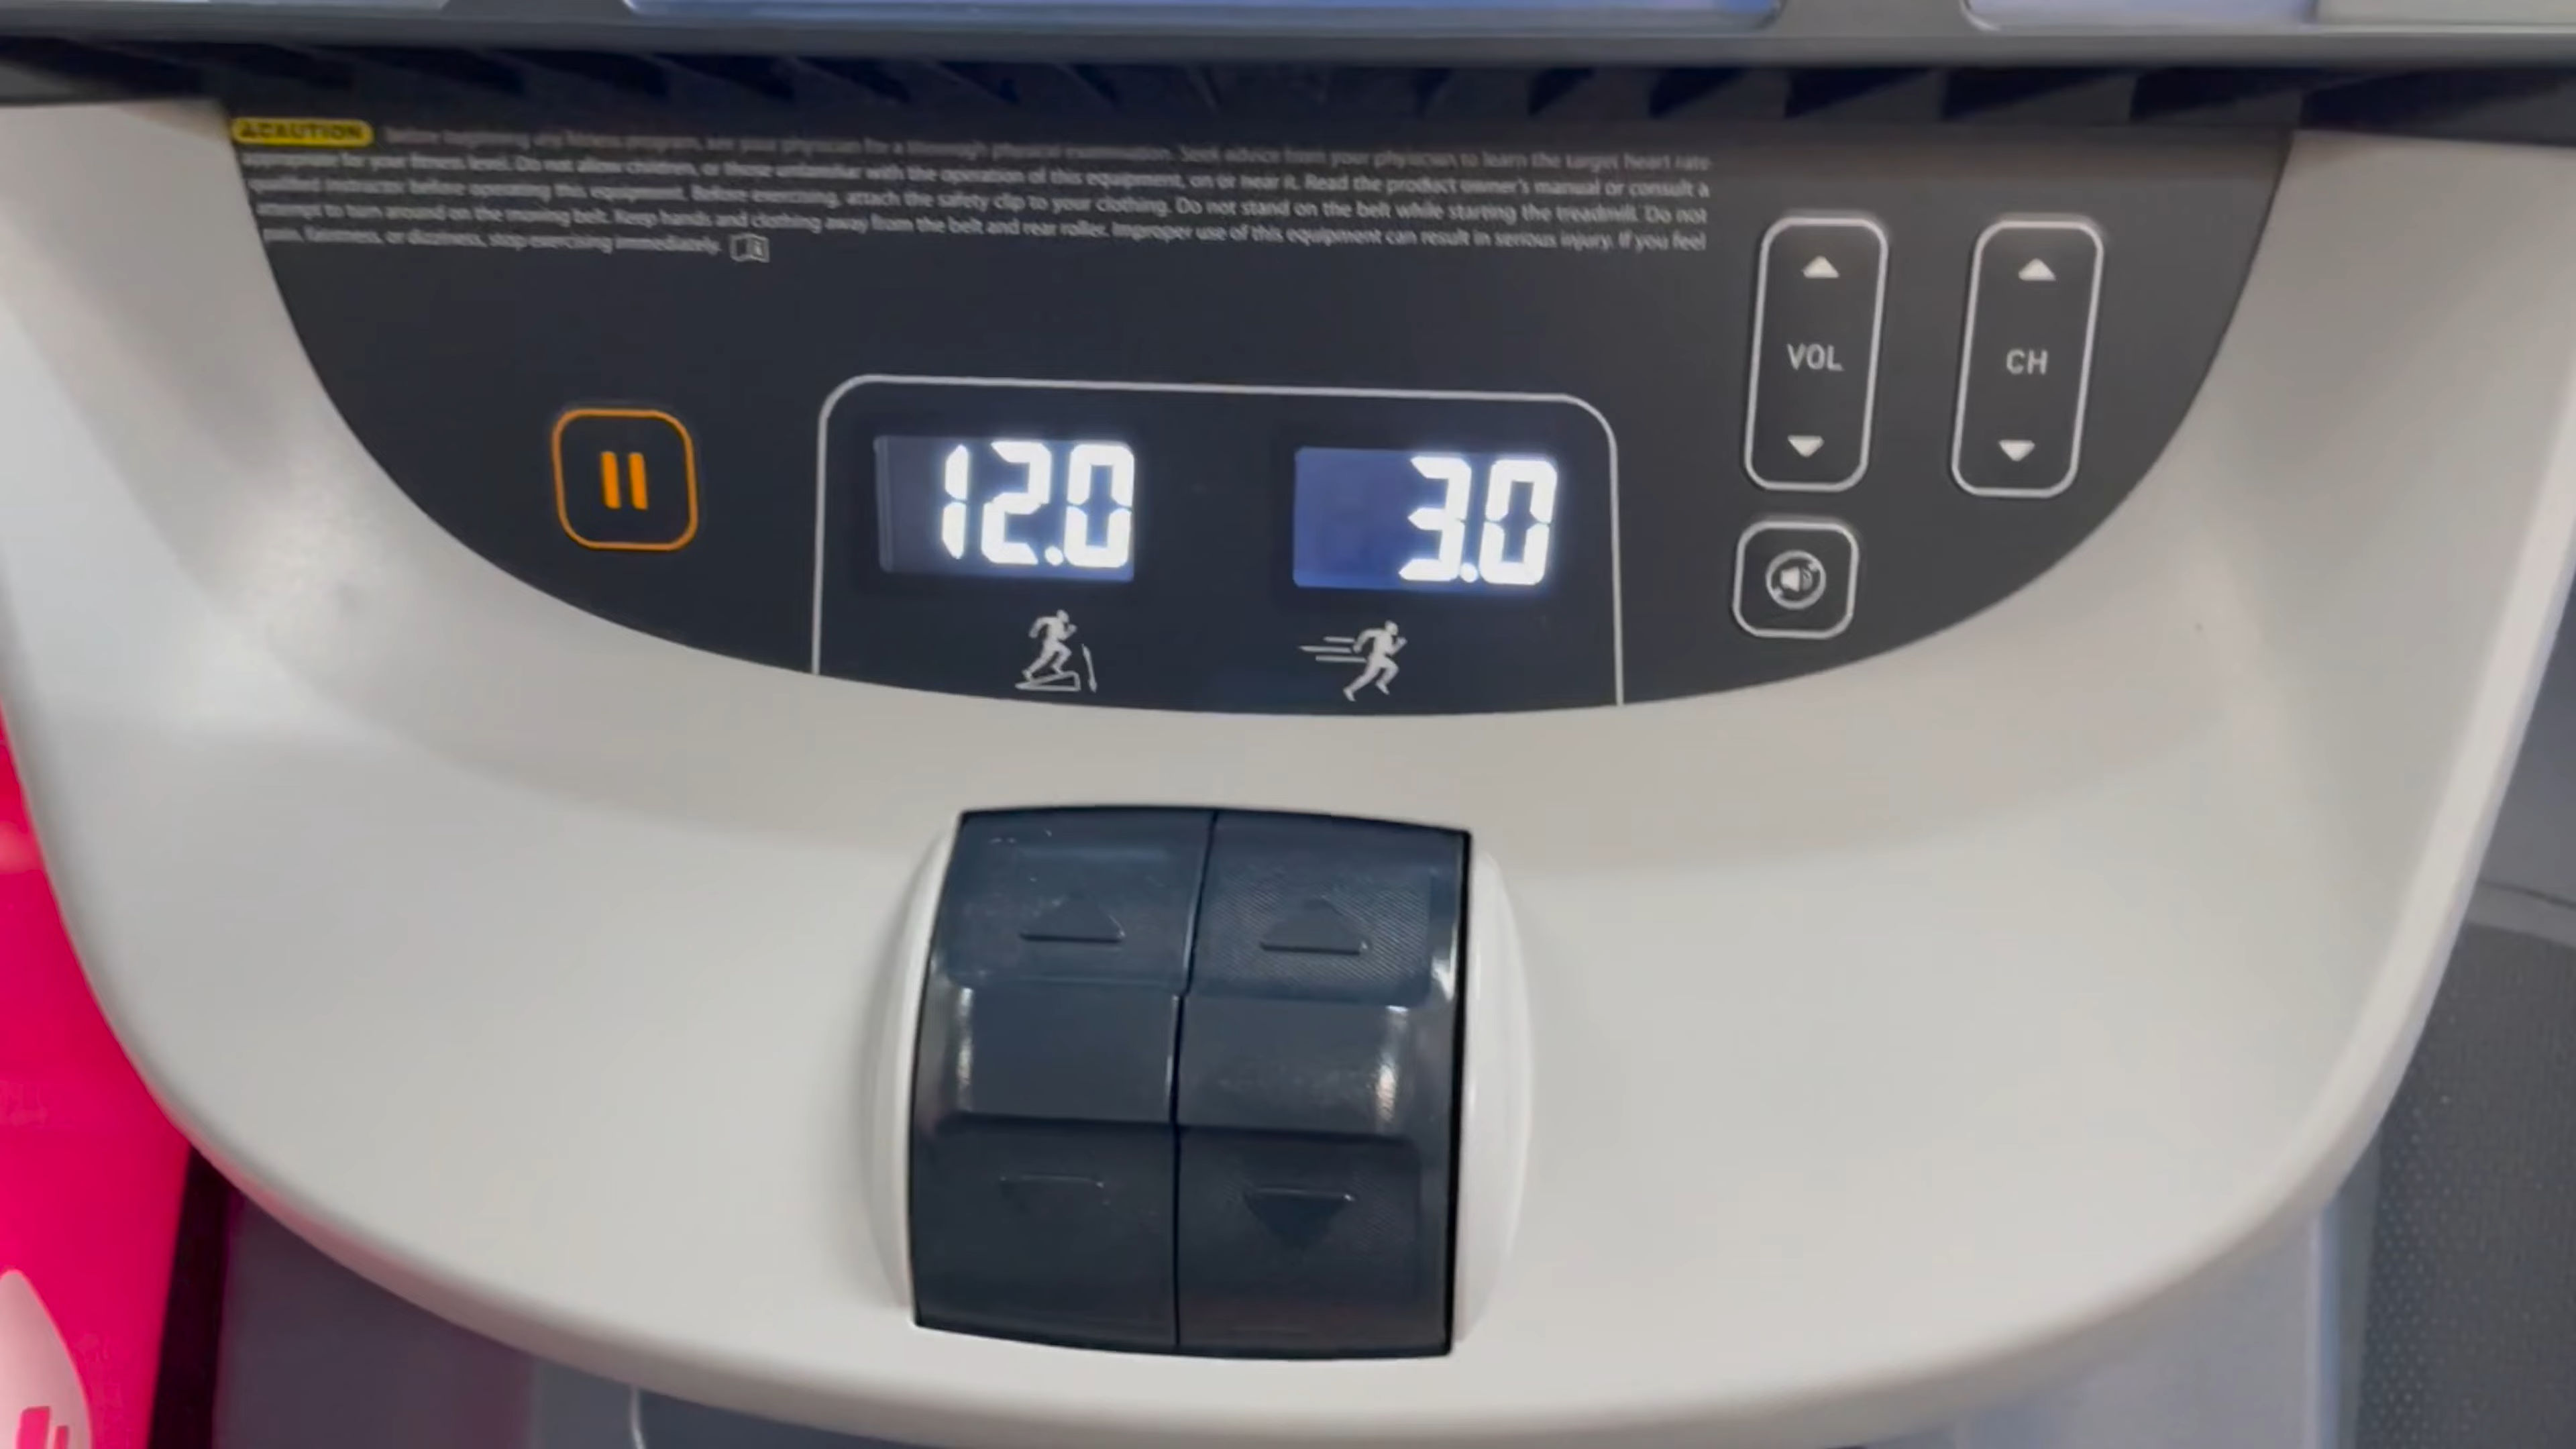 CAUTION Before beginning any fitness program, see your physician for a thorough physical examination. Seek advice from your physician to learn the target heart rate
appropriate for your fitness level. Do not allow children, or those unfamiliar with the operation of this equipment, on or near it. Read the product owner's manual or consult a
qualified instructor before operating this equipment. Before exercising, attach the safety clip to your clothing. Do not stand on the belt while starting the treadmill. Do not
attempt to turn around on the moving belt. Keep hands and clothing away from the belt and rear roller. Improper use of this equipment can result in serious injury. If you feel
pain, faintness, or dizziness, stop exercising immediately.
VOL
CH
12.0
3.0